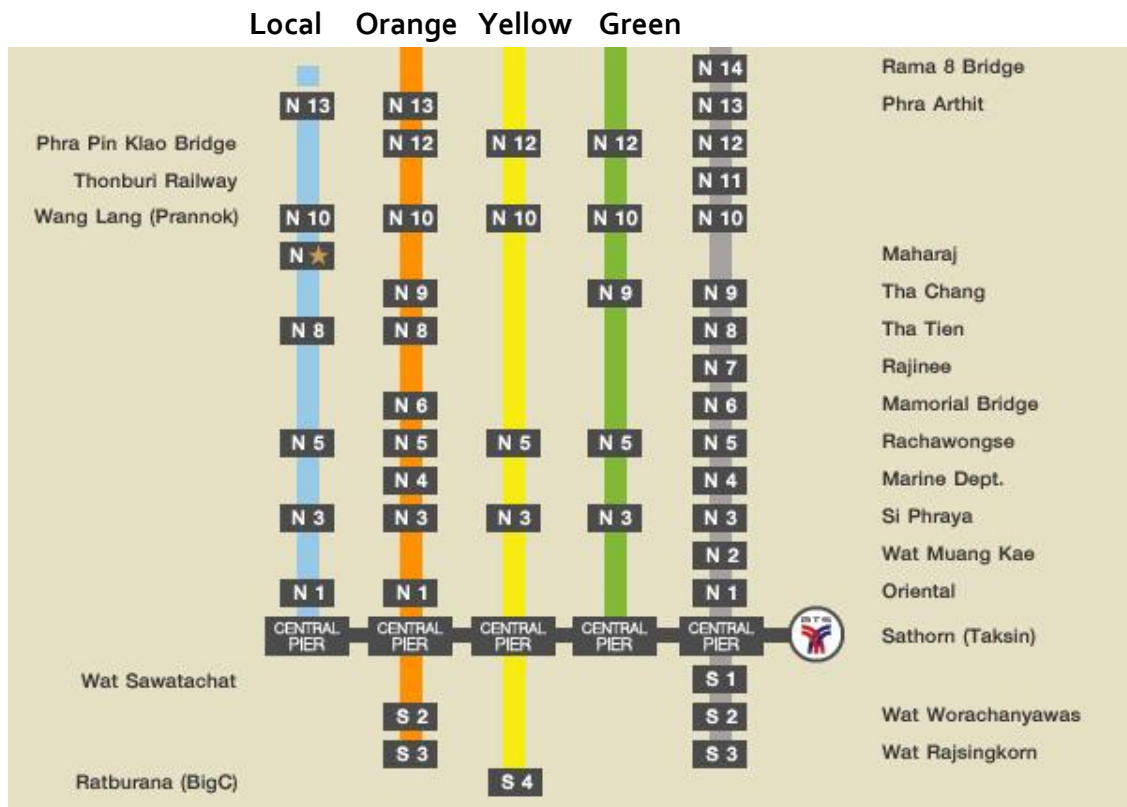 Local Orange Yellow Green
N 14 Rama 8 Bridge
N 13 N 13 N 13 Phra Arthit
Phra Pin Klao Bridge N 12 N 12 N 12 N 12
Thonburi Railway N 11
Wang Lang (Prannok) N 10 N 10 N 10 N 10 N 10
N ★ Maharaj
N 9 N 9 N 9 Tha Chang
N 8 N 8 N 8 Tha Tien
N 7 Rajinee
N 6 N 6 Mamorial Bridge
N 5 N 5 N 5 N 5 N 5 Rachawongse
N 4 N 4 Marine Dept.
N 3 N 3 N 3 N 3 N 3 Si Phraya
N 2 Wat Muang Kae
N 1 N 1 N 1 Oriental
CENTRAL PIER CENTRAL PIER CENTRAL PIER CENTRAL PIER CENTRAL PIER BTS Sathorn (Taksin)
Wat Sawatachat S 1
S 2 S 2 Wat Worachanyawas
S 3 S 3 Wat Rajsingkorn
Ratburana (BigC) S 4